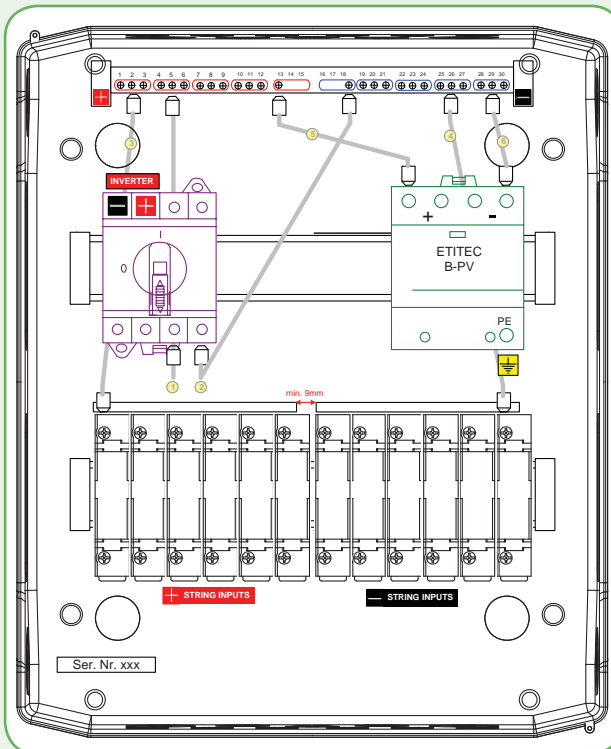 1 2 3 4 5 6 7 8 9 10 11 12 13 14 15 16 17 18 19 20 21 22 23 24 25 26 27 28 29 30
+ −
3 5 4 6
INVERTER
− +
+ -
I
0
ETITEC
B-PV
PE
1 2
min. 9mm
+ STRING INPUTS
− STRING INPUTS
Ser. Nr. xxx